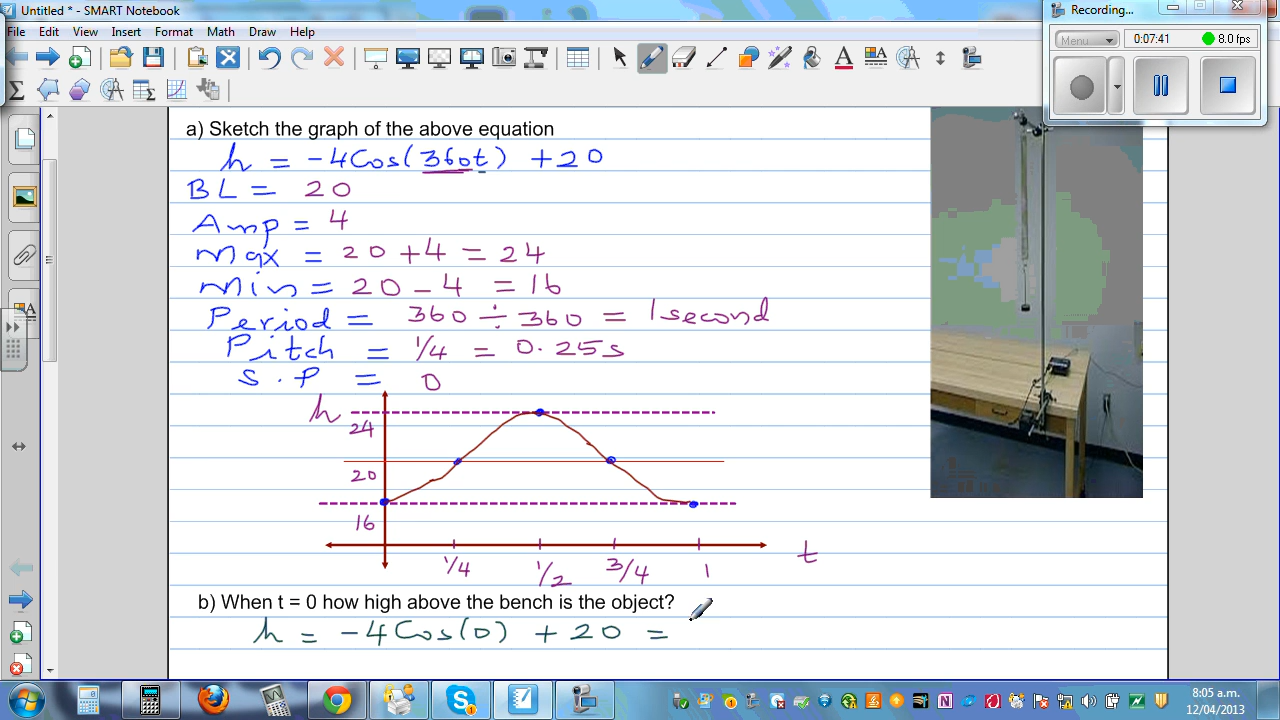 Untitled * - SMART Notebook
File Edit View Insert Format Math Draw Help
Recording...
Menu 0:07:41 8.0 fps
a) Sketch the graph of the above equation
h = -4Cos(360t) +20
BL = 20
Amp = 4
Max = 20 +4 = 24
Min = 20 - 4 = 16
Period = 360 ÷ 360 = 1second
Pitch = 1/4 = 0.25s
S.P = 0
h
24
20
16
1/4 1/2 3/4 1 t
b) When t = 0 how high above the bench is the object?
h = -4Cos(0) + 20 =
8:05 a.m.
12/04/2013